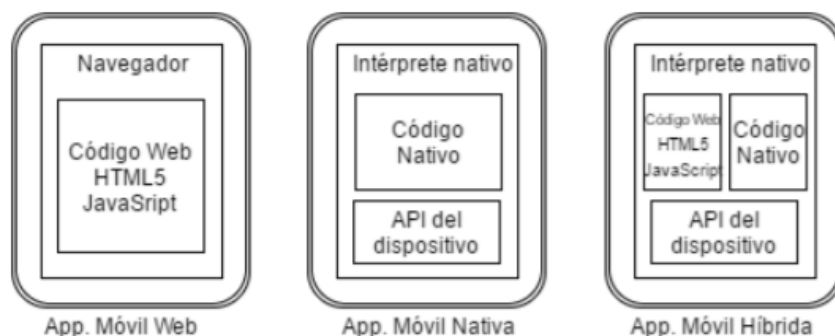 Navegador
Código Web
HTML5
JavaSript
App. Móvil Web
Intérprete nativo
Código
Nativo
API del
dispositivo
App. Móvil Nativa
Intérprete nativo
Código Web
HTML5
JavaScript
Código
Nativo
API del
dispositivo
App. Móvil Híbrida